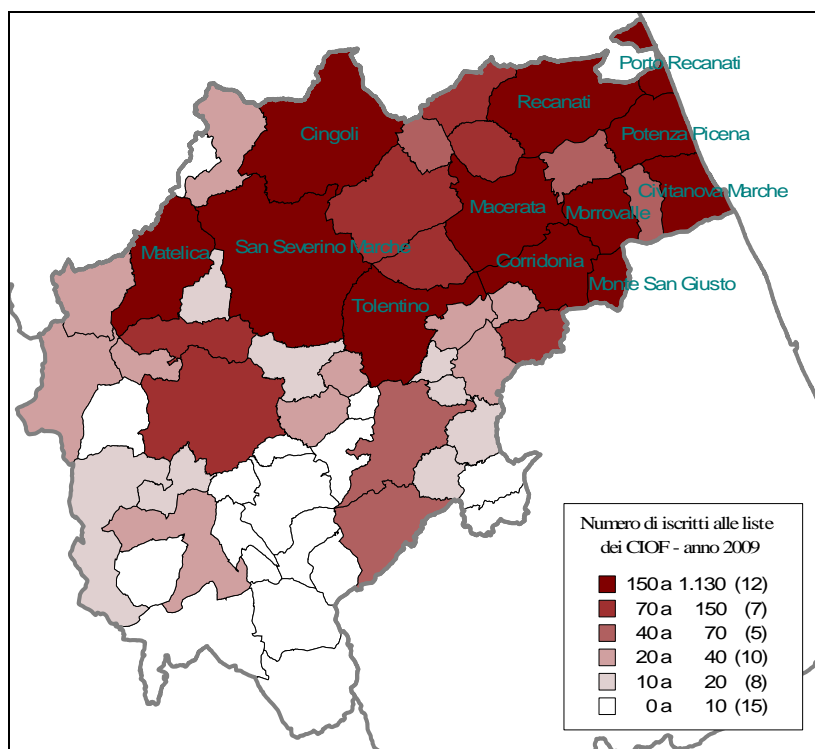 Porto Recanati
Recanati
Cingoli
Potenza Picena
Civitanova Marche
Macerata
Morrovalle
Matelica
San Severino Marche
Corridonia
Monte San Giusto
Tolentino
Numero di iscritti alle liste
dei CIOF - anno 2009
150 a 1.130 (12)
70 a 150 (7)
40 a 70 (5)
20 a 40 (10)
10 a 20 (8)
0 a 10 (15)